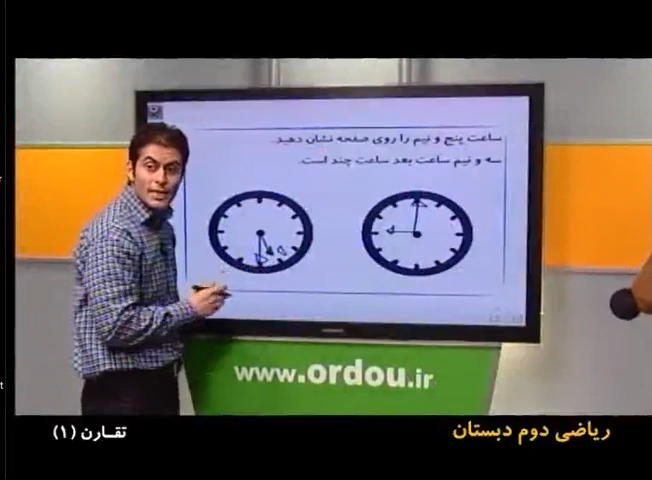 ساعت پنج و نیم را روی صفحه نشان دهید.
سه و نیم ساعت بعد ساعت چند است.
www.ordou.ir
ریاضی دوم دبستان
تقـارن (۱)